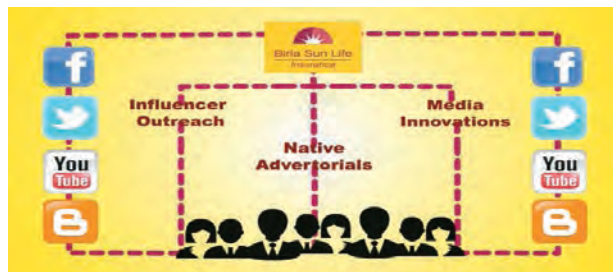 Birla Sun Life
Insurance
Influencer
Outreach
Media
Innovations
Native
Advertorials
f
You
Tube
B
f
You
Tube
B